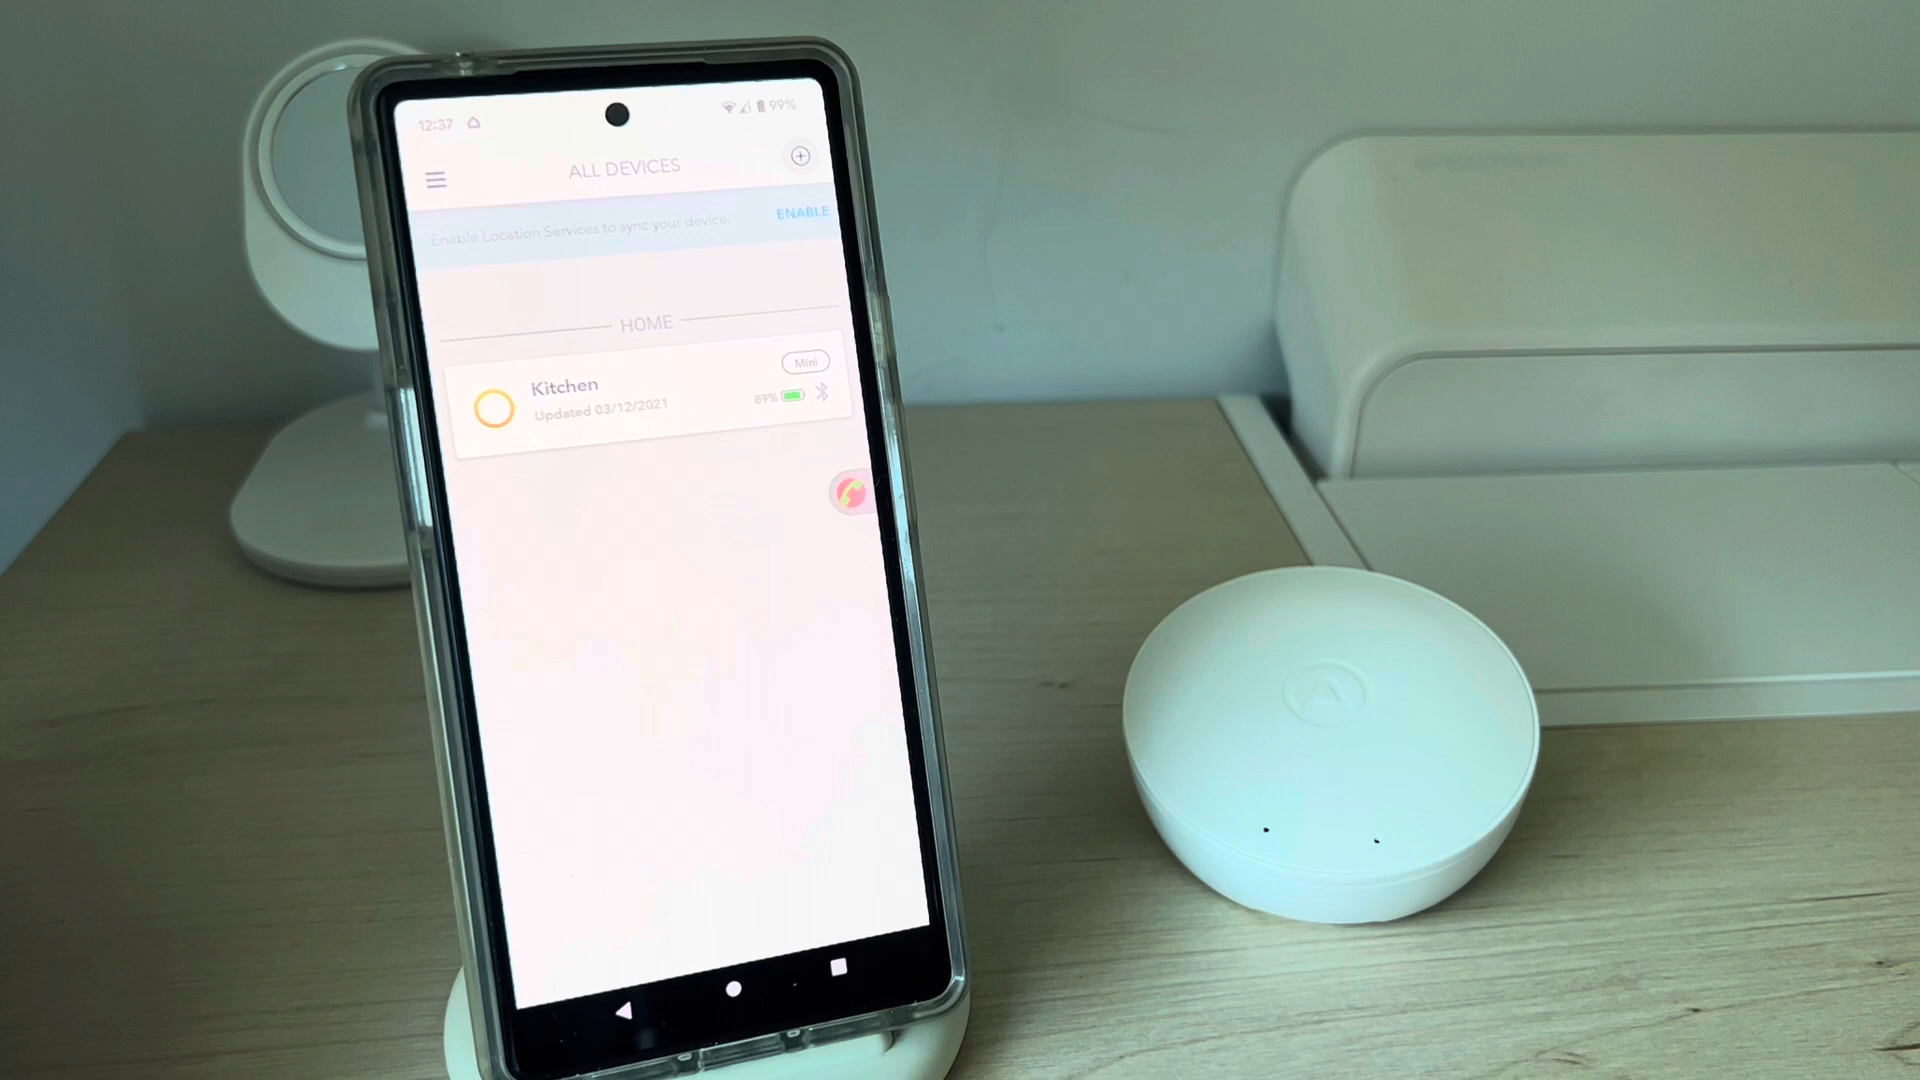 12:37 99%
ALL DEVICES
Enable Location Services to sync your device. ENABLE
HOME
Mini
Kitchen
Updated 03/12/2021 89%